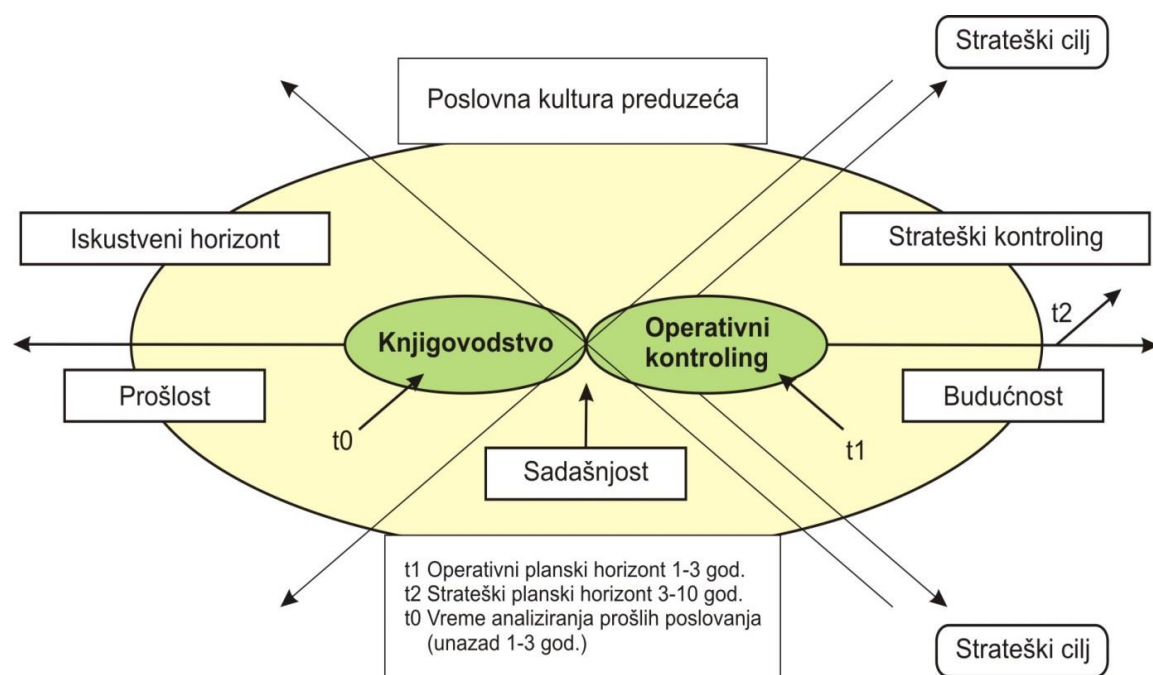 Strateški cilj
Poslovna kultura preduzeća
Iskustveni horizont
Strateški kontroling
t2
Knjigovodstvo
Operativni
kontroling
Prošlost
Budućnost
t0
t1
Sadašnjost
t1 Operativni planski horizont 1-3 god.
t2 Strateški planski horizont 3-10 god.
t0 Vreme analiziranja prošlih poslovanja
(unazad 1-3 god.)
Strateški cilj